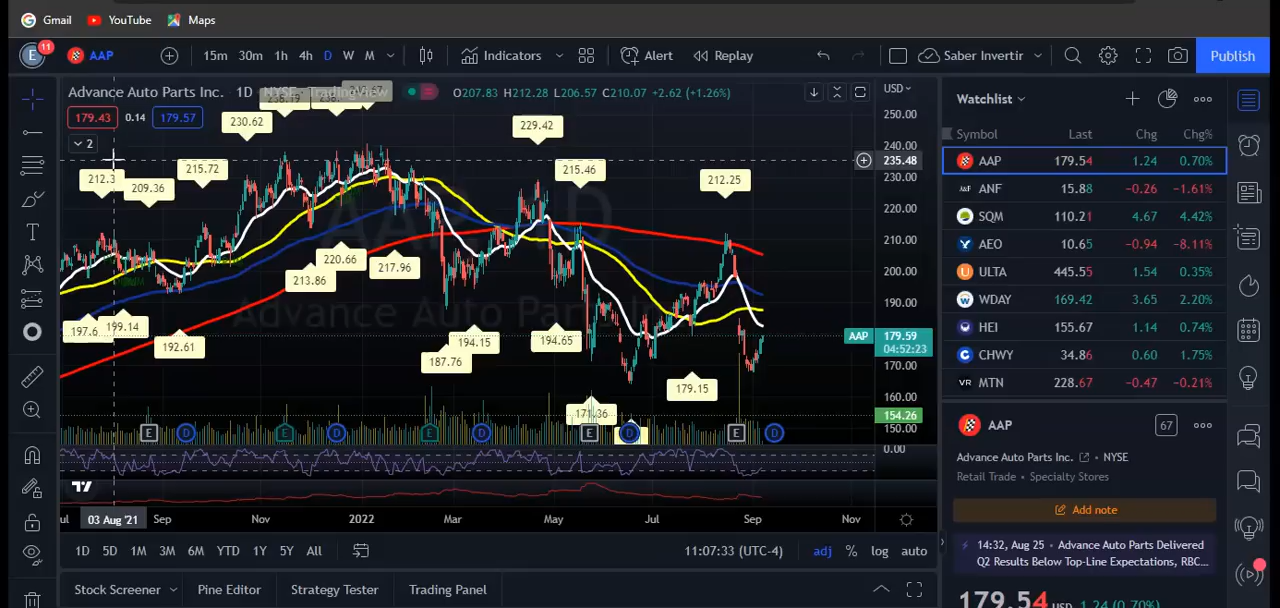 Gmail YouTube Maps
E 11 AAP 15m 30m 1h 4h D W M Indicators Alert Replay Saber Invertir Publish
Advance Auto Parts Inc. 1D NYSE TradingView O207.83 H212.28 L206.57 C210.07 +2.62 (+1.26%) USD
179.43 0.14 179.57
2
250.00
240.00
235.48
230.00
220.00
210.00
200.00
190.00
AAP 179.59
04:52:23
170.00
160.00
154.26
150.00
0.00
230.62
229.42
215.72
215.46
212.3
209.36
212.25
220.66
217.96
213.86
197.6
199.14
192.61
194.15
194.65
187.76
179.15
171.36
AAP, D
Advance Auto Parts
E D E D E D E D E D
ul 03 Aug '21 Sep Nov 2022 Mar May Jul Sep Nov
1D 5D 1M 3M 6M YTD 1Y 5Y All 11:07:33 (UTC-4) adj % log auto
Stock Screener Pine Editor Strategy Tester Trading Panel
Watchlist
Symbol Last Chg Chg%
AAP 179.54 1.24 0.70%
ANF 15.88 −0.26 −1.61%
SQM 110.21 4.67 4.42%
AEO 10.65 −0.94 −8.11%
ULTA 445.55 1.54 0.35%
WDAY 169.42 3.65 2.20%
HEI 155.67 1.14 0.74%
CHWY 34.86 0.60 1.75%
VR MTN 228.67 −0.47 −0.21%
AAP 67
Advance Auto Parts Inc. • NYSE
Retail Trade • Specialty Stores
Add note
14:32, Aug 25 • Advance Auto Parts Delivered
Q2 Results Below Top-Line Expectations, RBC...
179.54 USD 1.24 (0.70%)